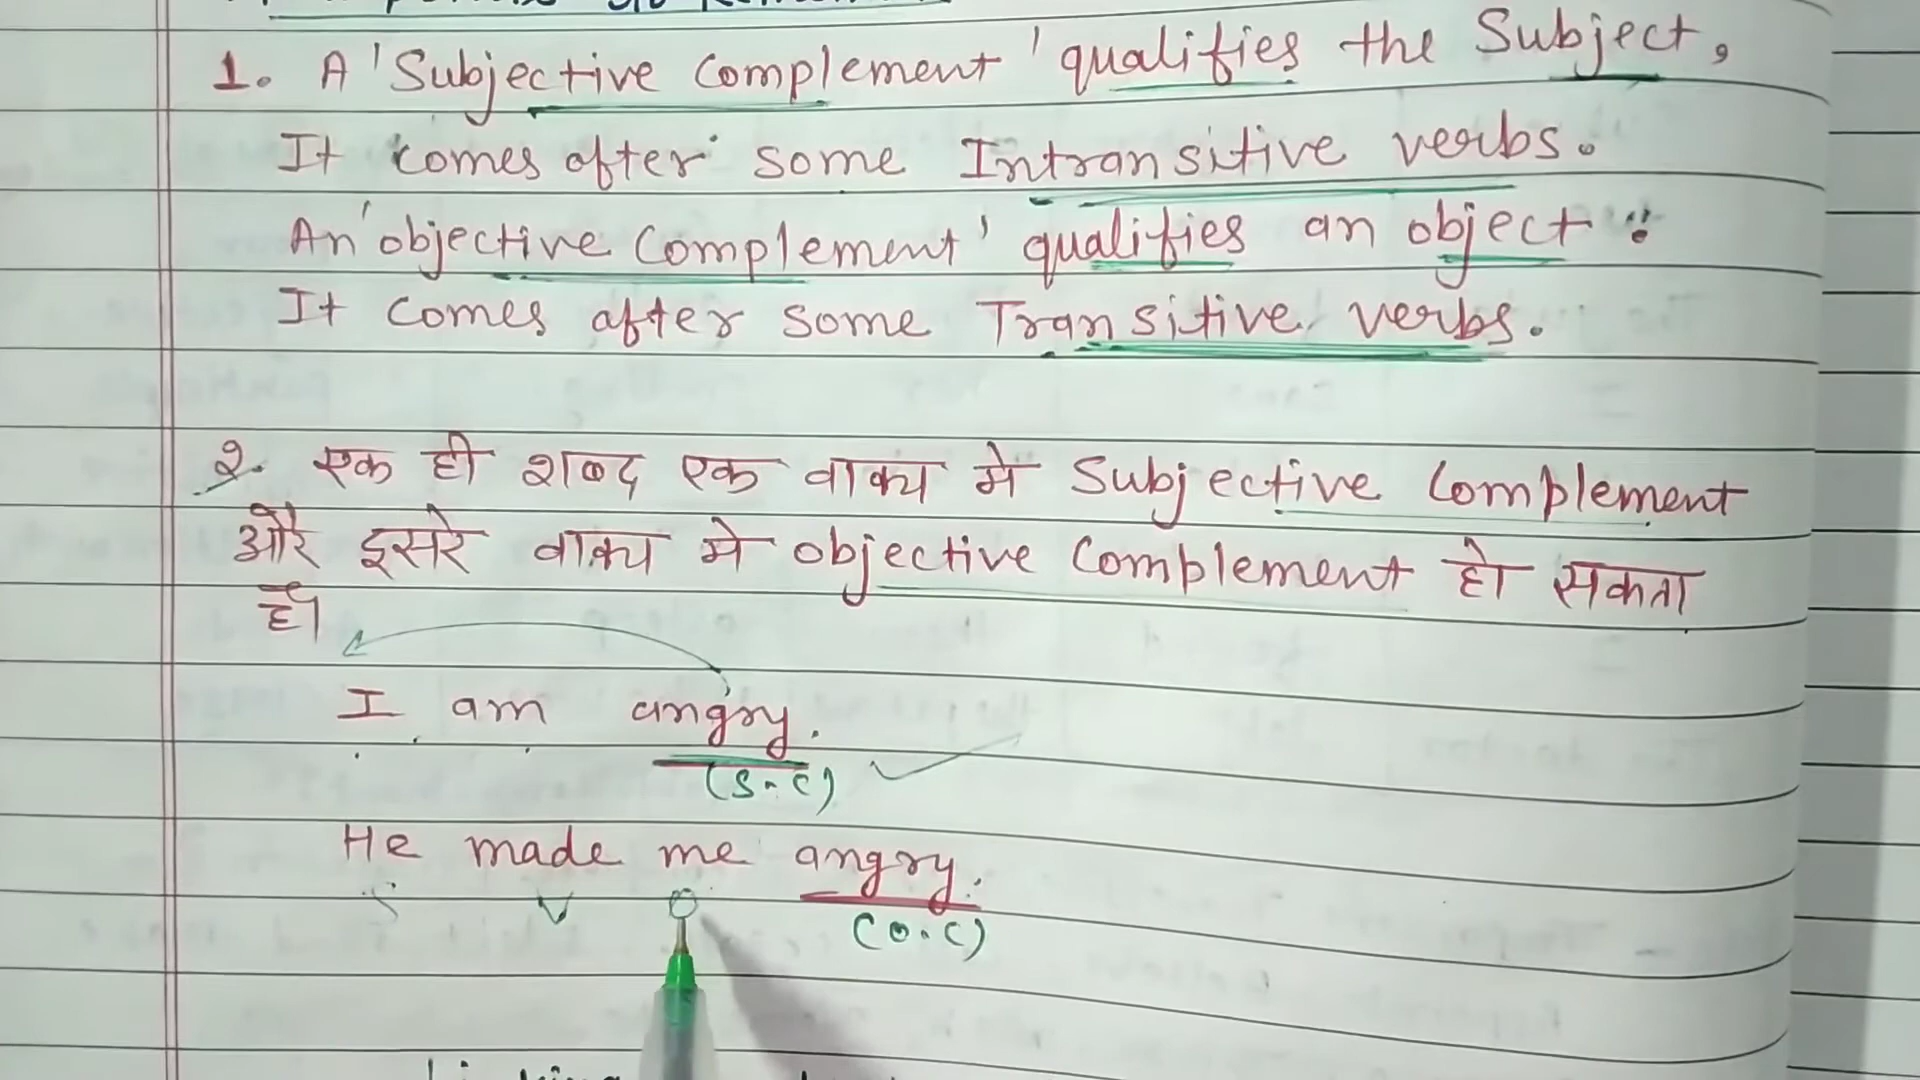 1. A 'Subjective Complement' qualifies the Subject,
It comes after some Intransitive verbs.
An 'objective Complement' qualifies an object :
It comes after some Transitive verbs.
2. एक ही शब्द एक वाक्य मे Subjective Complement
और दुसरे वाक्य मे objective Complement हो सकता
है।
I am angry.
(S.C)
He made me angry.
S V O (O.C)